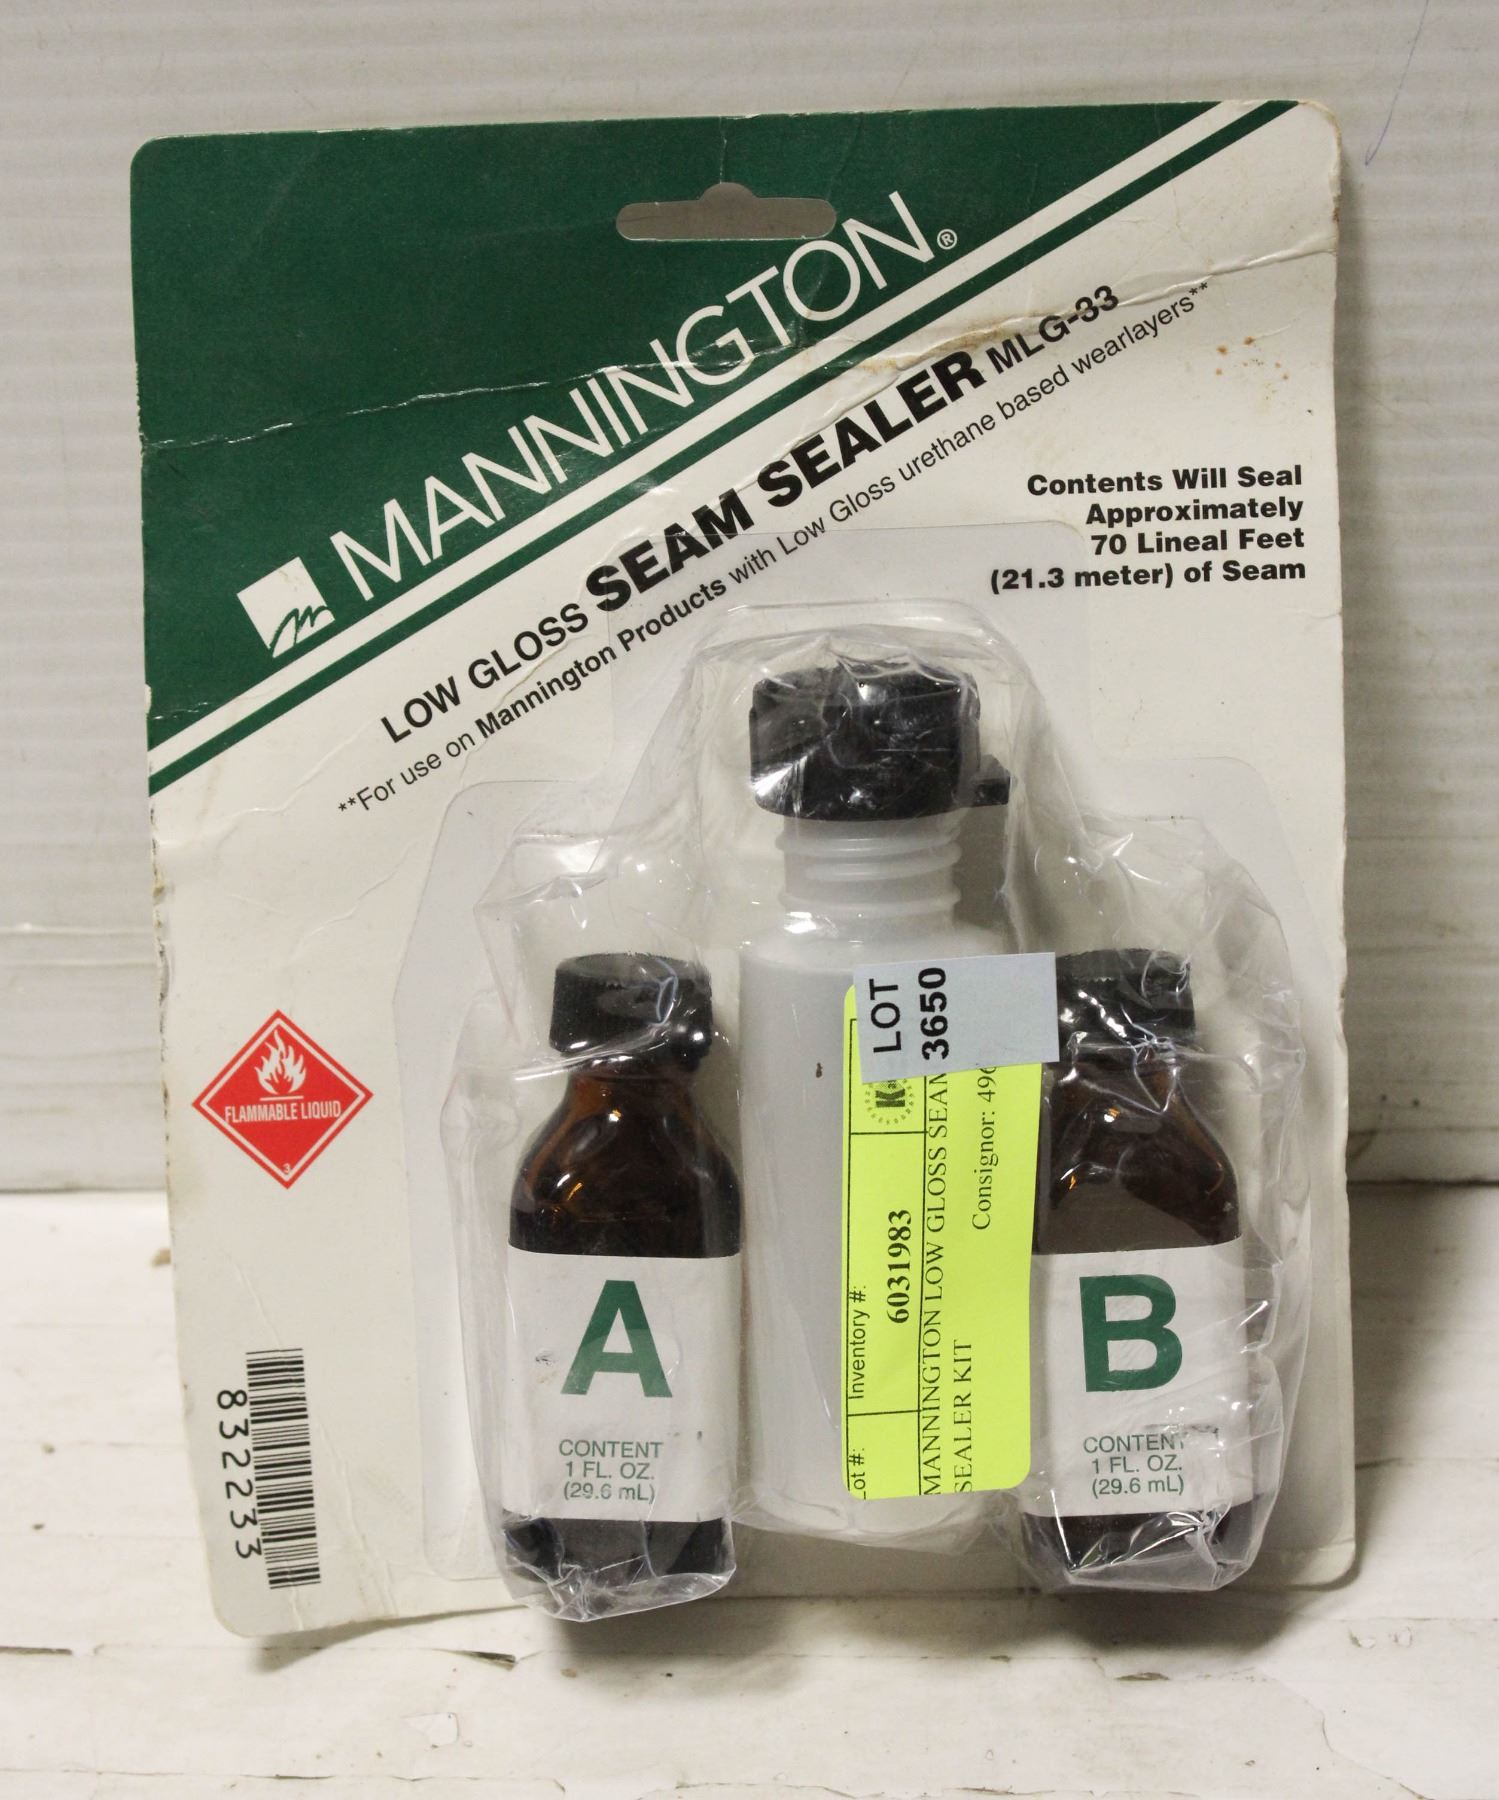 MANNINGTON®
LOW GLOSS SEAM SEALER MLG-33
**For use on Mannington Products with Low Gloss urethane based wearlayers**
Contents Will Seal
Approximately
70 Lineal Feet
(21.3 meter) of Seam
FLAMMABLE LIQUID
3
832233
A
CONTENT
1 FL. OZ.
(29.6 mL)
LOT
3650
Lot #:
Inventory #:
6031983
MANNINGTON LOW GLOSS SEAM
SEALER KIT
Consignor:
B
CONTENT
1 FL. OZ.
(29.6 mL)